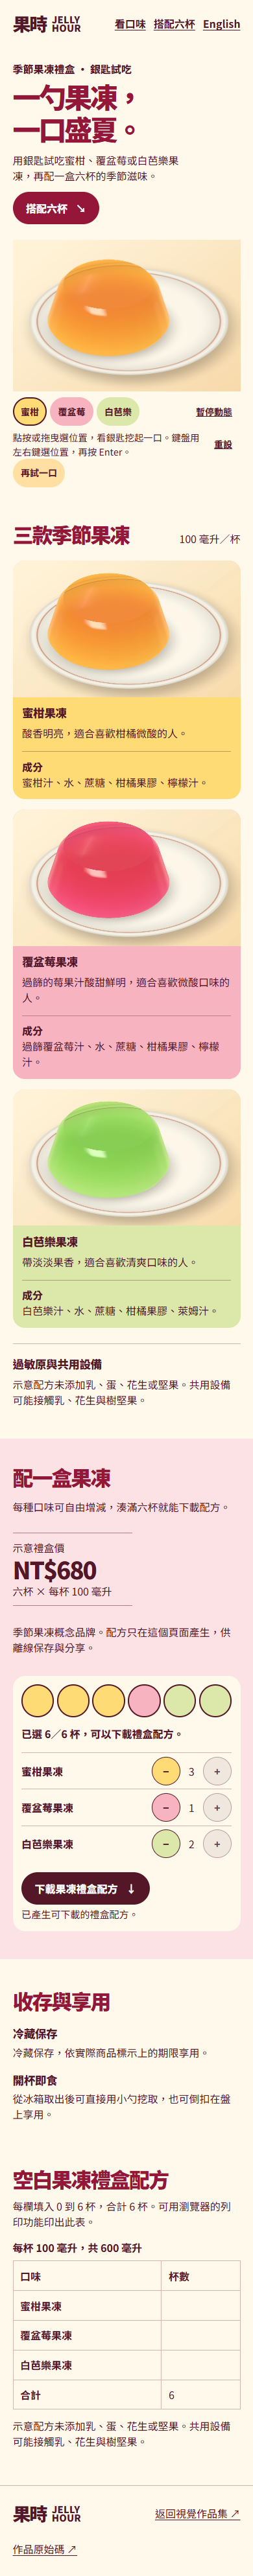 果時 JELLY HOUR
看口味 搭配六杯 English
季節果凍禮盒・銀匙試吃
一勺果凍，
一口盛夏。
用銀匙試吃蜜柑、覆盆莓或白芭樂果
凍，再配一盒六杯的季節滋味。
搭配六杯 ↘
蜜柑 覆盆莓 白芭樂 暫停動態
點按或拖曳選位置，看銀匙挖起一口。鍵盤用
左右鍵選位置，再按 Enter。
重設
再試一口
三款季節果凍 100 毫升／杯
蜜柑果凍
酸香明亮，適合喜歡柑橘微酸的人。
成分
蜜柑汁、水、蔗糖、柑橘果膠、檸檬汁。
覆盆莓果凍
過篩的莓果汁酸甜鮮明，適合喜歡微酸口味的
人。
成分
過篩覆盆莓汁、水、蔗糖、柑橘果膠、檸檬
汁。
白芭樂果凍
帶淡淡果香，適合喜歡清爽口味的人。
成分
白芭樂汁、水、蔗糖、柑橘果膠、萊姆汁。
過敏原與共用設備
示意配方未添加乳、蛋、花生或堅果。共用設備
可能接觸乳、花生與樹堅果。
配一盒果凍
每種口味可自由增減，湊滿六杯就能下載配方。
示意禮盒價
NT$680
六杯 × 每杯 100 毫升
季節果凍概念品牌。配方只在這個頁面產生，供
離線保存與分享。
已選 6／6 杯，可以下載禮盒配方。
蜜柑果凍 − 3 +
覆盆莓果凍 − 1 +
白芭樂果凍 − 2 +
下載果凍禮盒配方 ↓
已產生可下載的禮盒配方。
收存與享用
冷藏保存
冷藏保存，依實際商品標示上的期限享用。
開杯即食
從冰箱取出後可直接用小勺挖取，也可倒扣在盤
上享用。
空白果凍禮盒配方
每欄填入 0 到 6 杯，合計 6 杯。可用瀏覽器的列
印功能印出此表。
每杯 100 毫升，共 600 毫升
口味 杯數
蜜柑果凍
覆盆莓果凍
白芭樂果凍
合計 6
示意配方未添加乳、蛋、花生或堅果。共用設備
可能接觸乳、花生與樹堅果。
果時 JELLY HOUR
返回視覺作品集 ↗
作品原始碼 ↗